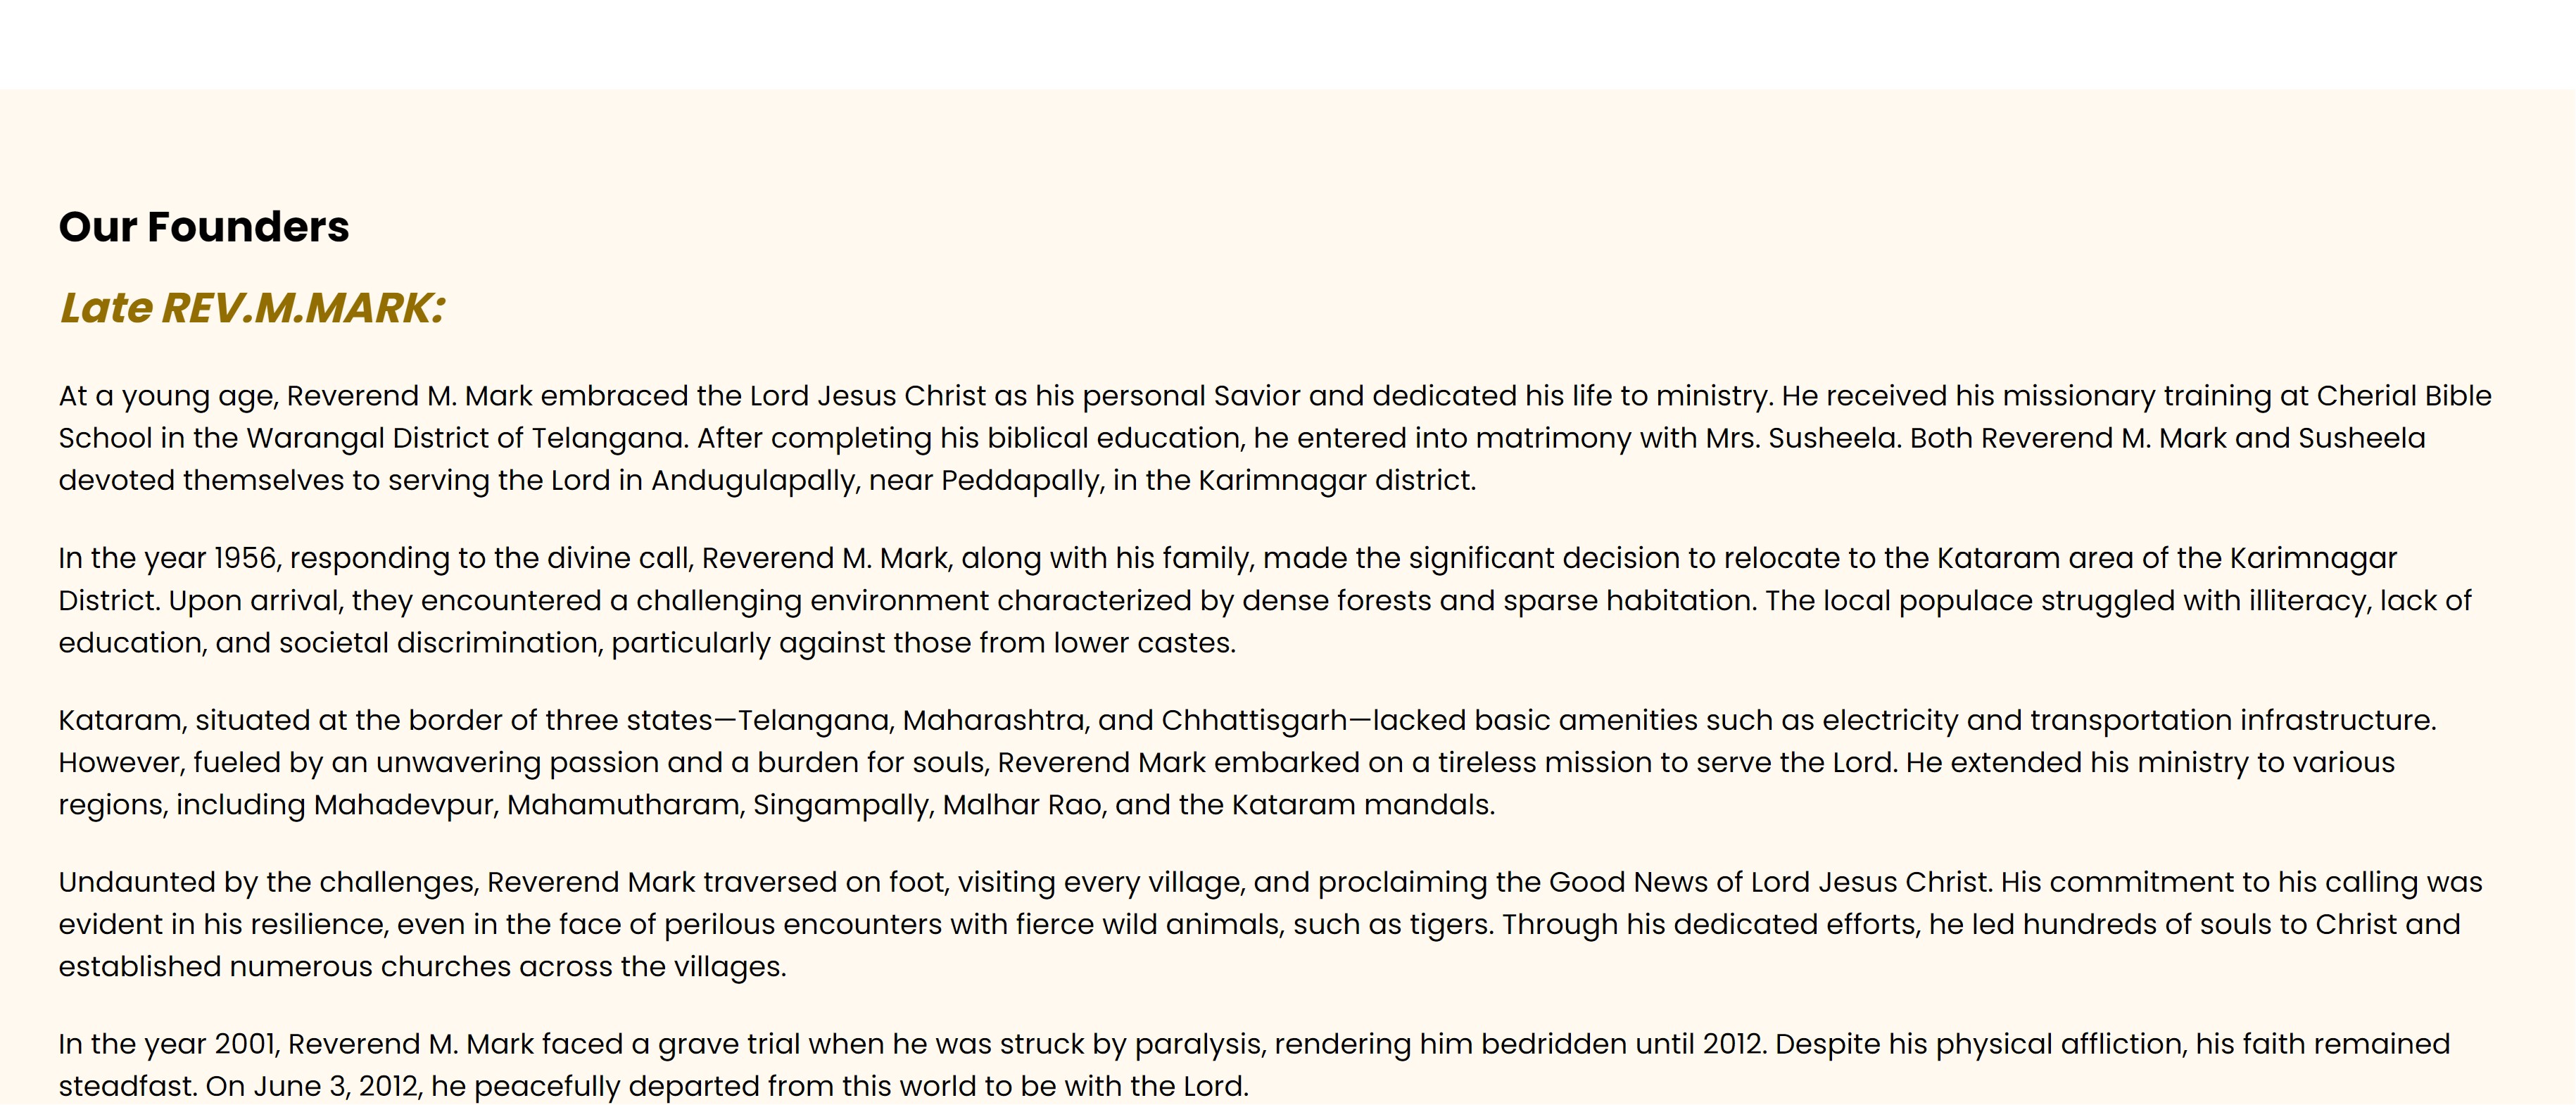 Our Founders
Late REV.M.MARK:
At a young age, Reverend M. Mark embraced the Lord Jesus Christ as his personal Savior and dedicated his life to ministry. He received his missionary training at Cherial Bible
School in the Warangal District of Telangana. After completing his biblical education, he entered into matrimony with Mrs. Susheela. Both Reverend M. Mark and Susheela
devoted themselves to serving the Lord in Andugulapally, near Peddapally, in the Karimnagar district.
In the year 1956, responding to the divine call, Reverend M. Mark, along with his family, made the significant decision to relocate to the Kataram area of the Karimnagar
District. Upon arrival, they encountered a challenging environment characterized by dense forests and sparse habitation. The local populace struggled with illiteracy, lack of
education, and societal discrimination, particularly against those from lower castes.
Kataram, situated at the border of three states—Telangana, Maharashtra, and Chhattisgarh—lacked basic amenities such as electricity and transportation infrastructure.
However, fueled by an unwavering passion and a burden for souls, Reverend Mark embarked on a tireless mission to serve the Lord. He extended his ministry to various
regions, including Mahadevpur, Mahamutharam, Singampally, Malhar Rao, and the Kataram mandals.
Undaunted by the challenges, Reverend Mark traversed on foot, visiting every village, and proclaiming the Good News of Lord Jesus Christ. His commitment to his calling was
evident in his resilience, even in the face of perilous encounters with fierce wild animals, such as tigers. Through his dedicated efforts, he led hundreds of souls to Christ and
established numerous churches across the villages.
In the year 2001, Reverend M. Mark faced a grave trial when he was struck by paralysis, rendering him bedridden until 2012. Despite his physical affliction, his faith remained
steadfast. On June 3, 2012, he peacefully departed from this world to be with the Lord.